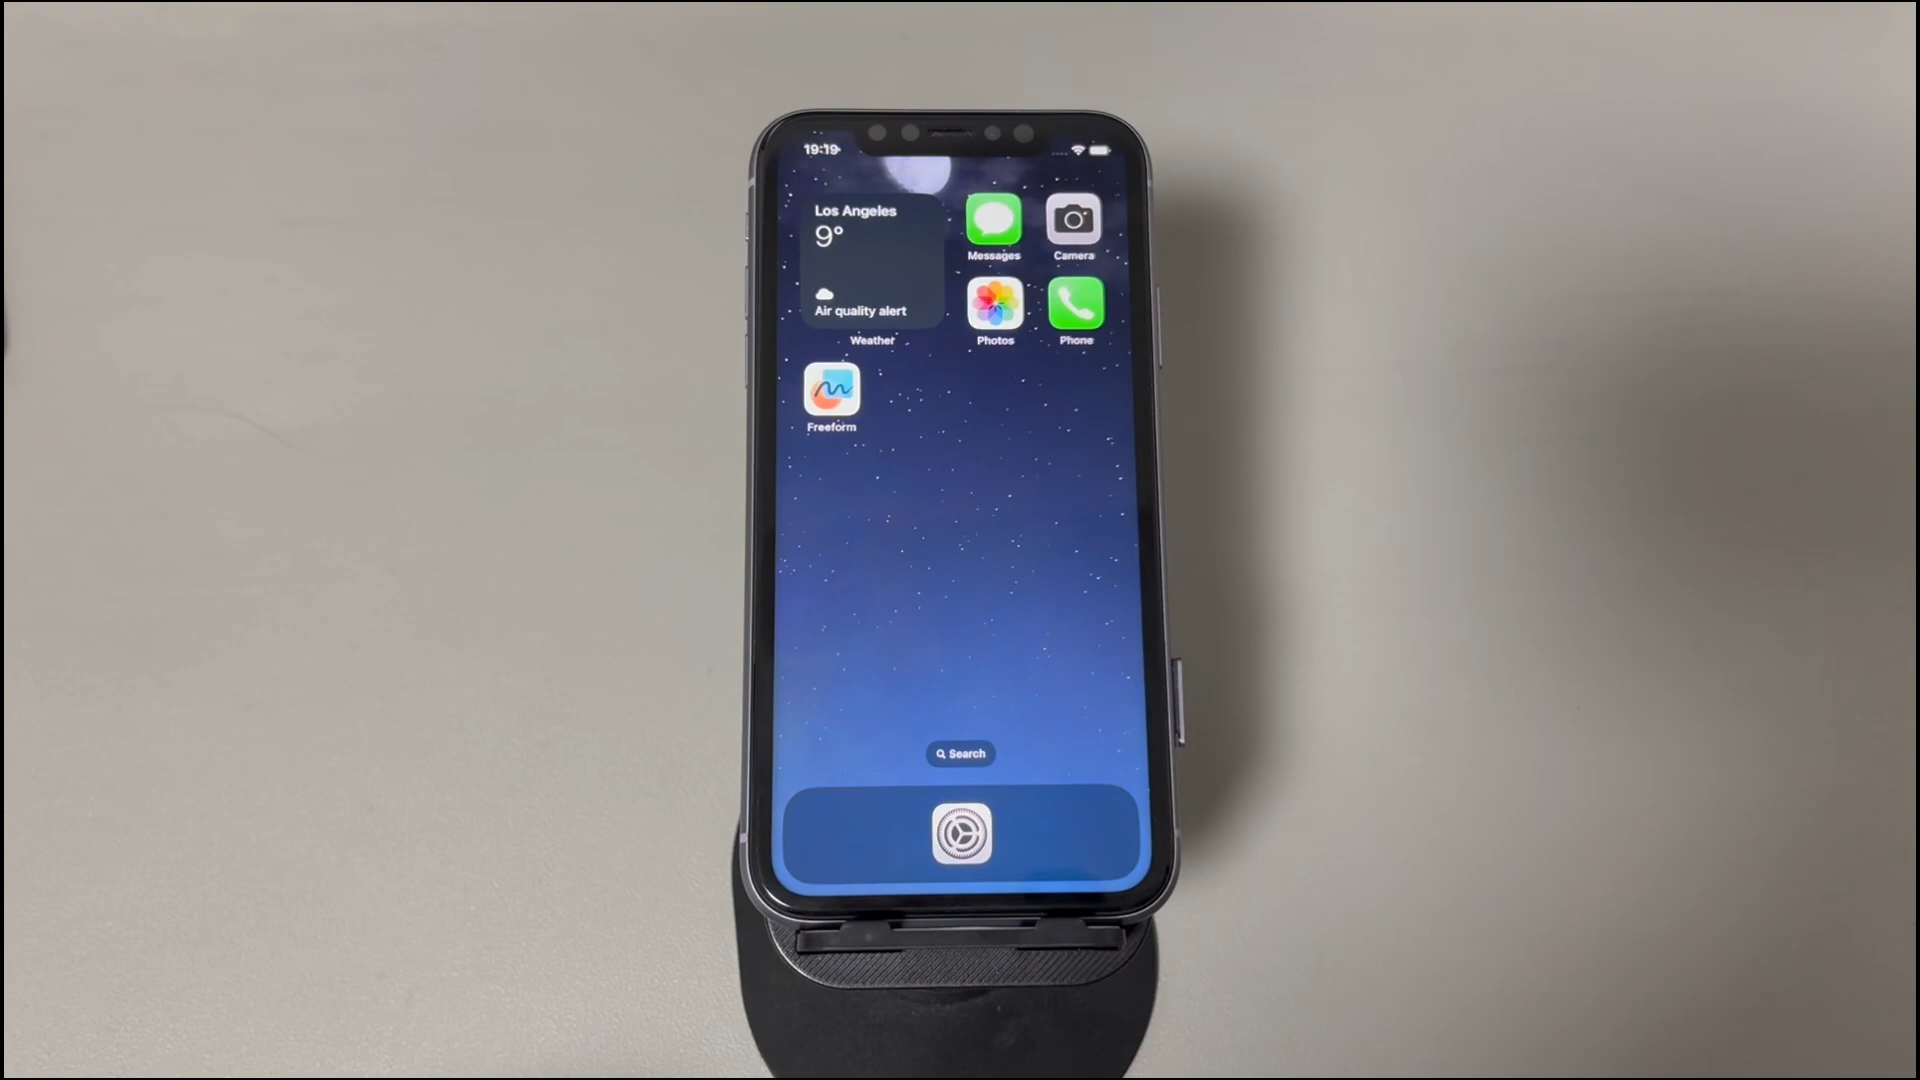 19:19
Los Angeles
9°
Air quality alert
Weather
Messages
Camera
Photos
Phone
Freeform
Search